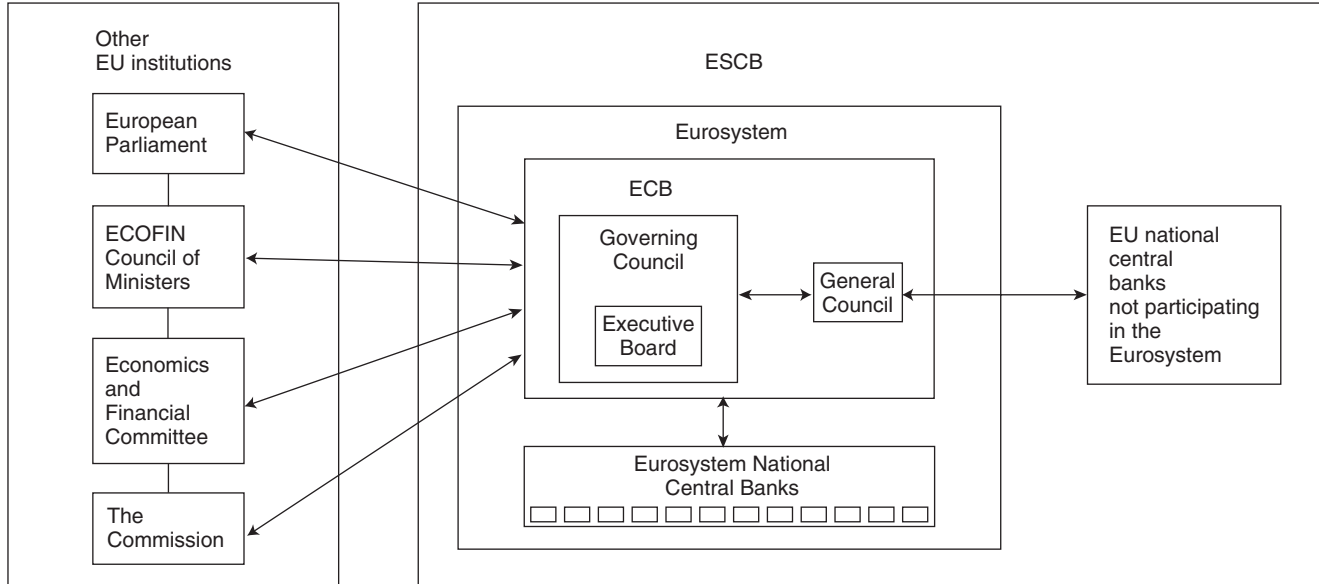 Other
EU institutions
European
Parliament
ECOFIN
Council of
Ministers
Economics
and
Financial
Committee
The
Commission
ESCB
Eurosystem
ECB
Governing
Council
Executive
Board
General
Council
Eurosystem National
Central Banks
EU national
central
banks
not participating
in the
Eurosystem